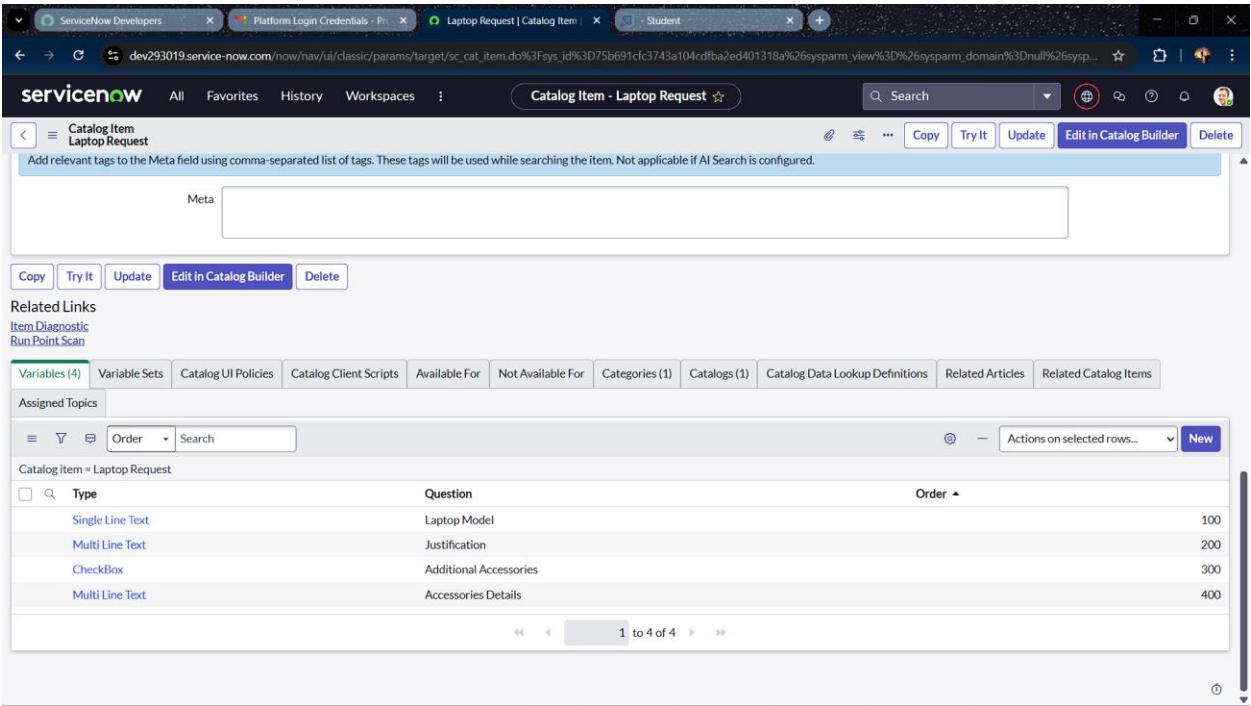 ServiceNow Developers
Platform Login Credentials - Pr
Laptop Request | Catalog Item |
- Student
dev293019.service-now.com/now/nav/ui/classic/params/target/sc_cat_item.do%3Fsys_id%3D75b691cfc3743a104cdfba2ed401318a%26sysparm_view%3D%26sysparm_domain%3Dnull%26sysp...
servicenow All Favorites History Workspaces Catalog Item - Laptop Request Search
Catalog Item
Laptop Request
Copy Try It Update Edit in Catalog Builder Delete
Add relevant tags to the Meta field using comma-separated list of tags. These tags will be used while searching the item. Not applicable if AI Search is configured.
Meta
Copy Try It Update Edit in Catalog Builder Delete
Related Links
Item Diagnostic
Run Point Scan
Variables (4) Variable Sets Catalog UI Policies Catalog Client Scripts Available For Not Available For Categories (1) Catalogs (1) Catalog Data Lookup Definitions Related Articles Related Catalog Items
Assigned Topics
Order Search Actions on selected rows... New
Catalog item = Laptop Request
Type Question Order
Single Line Text Laptop Model 100
Multi Line Text Justification 200
CheckBox Additional Accessories 300
Multi Line Text Accessories Details 400
1 to 4 of 4